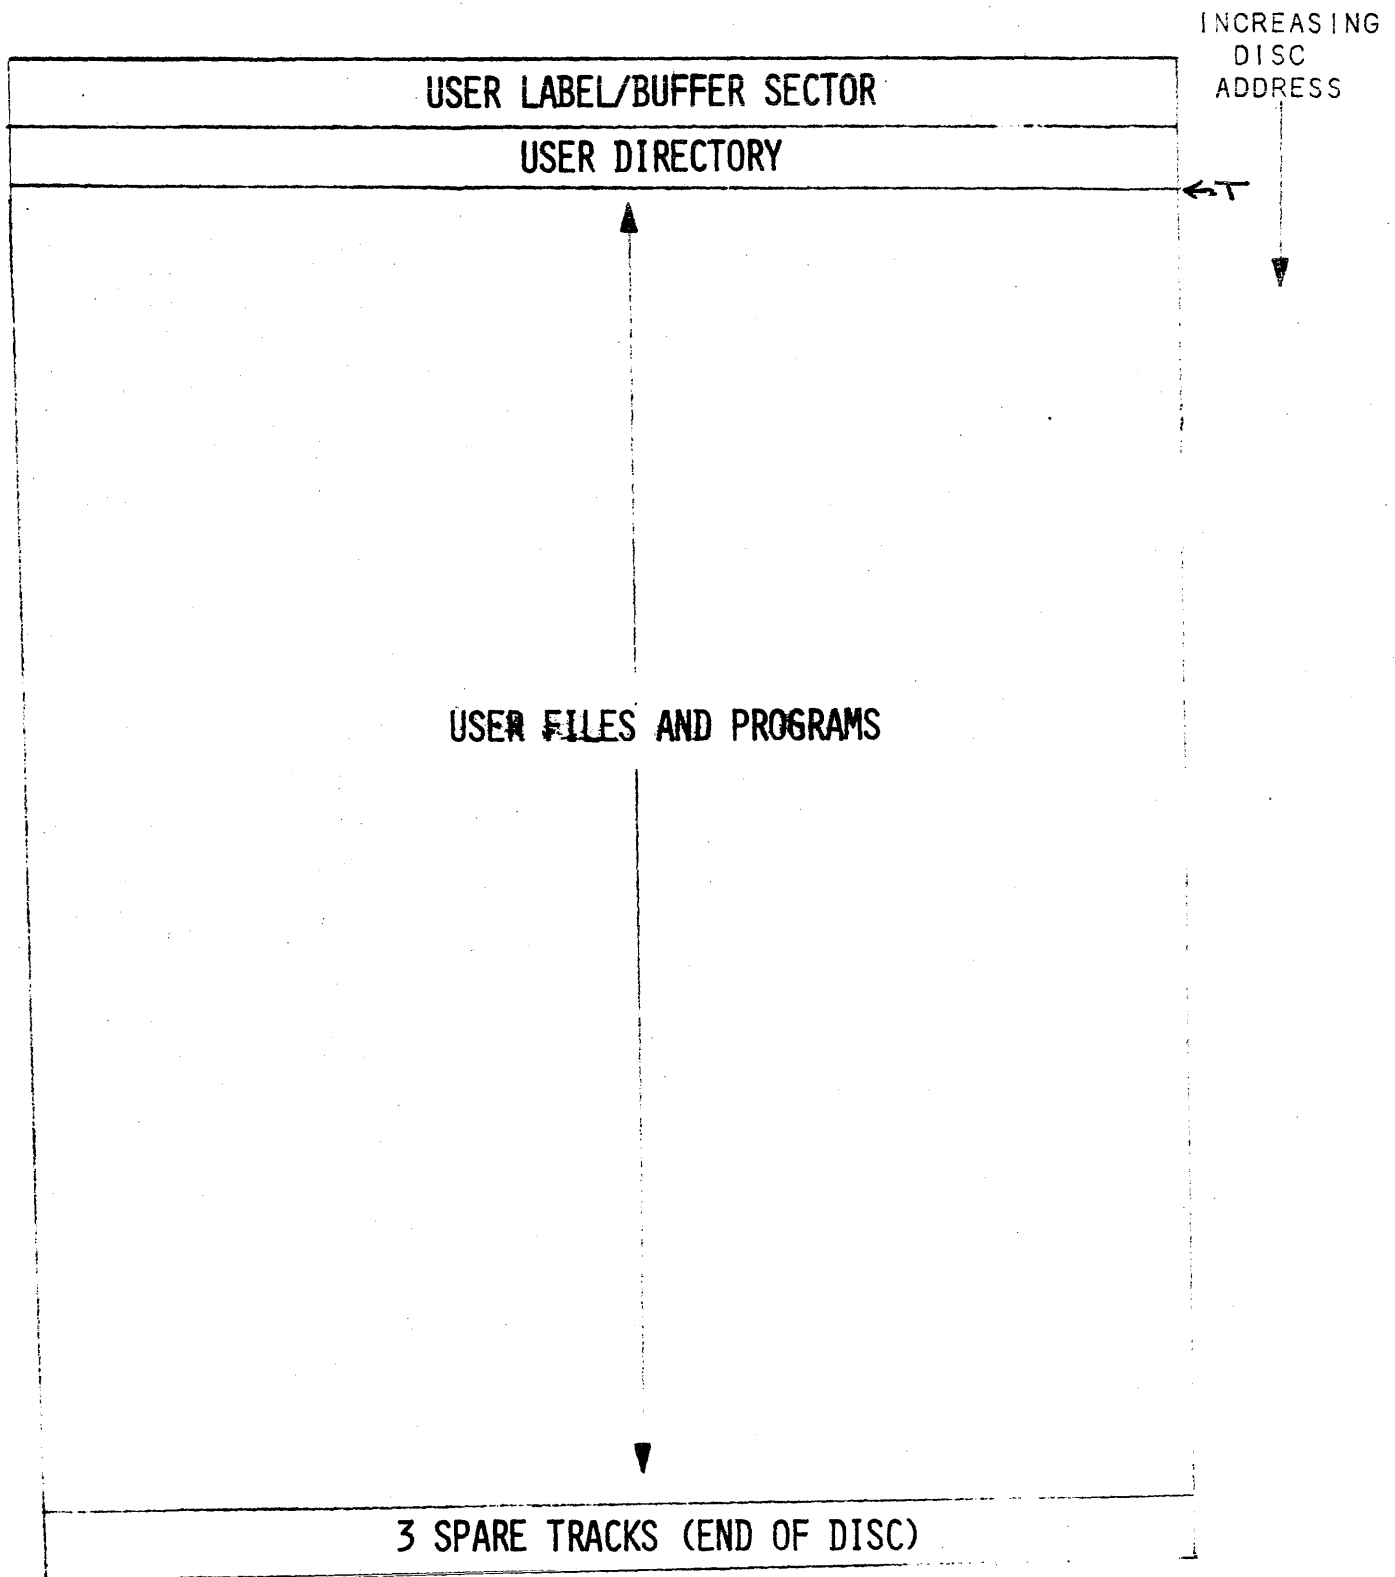 INCREASING
DISC
ADDRESS
USER LABEL/BUFFER SECTOR
USER DIRECTORY
←T
USER FILES AND PROGRAMS
3 SPARE TRACKS (END OF DISC)